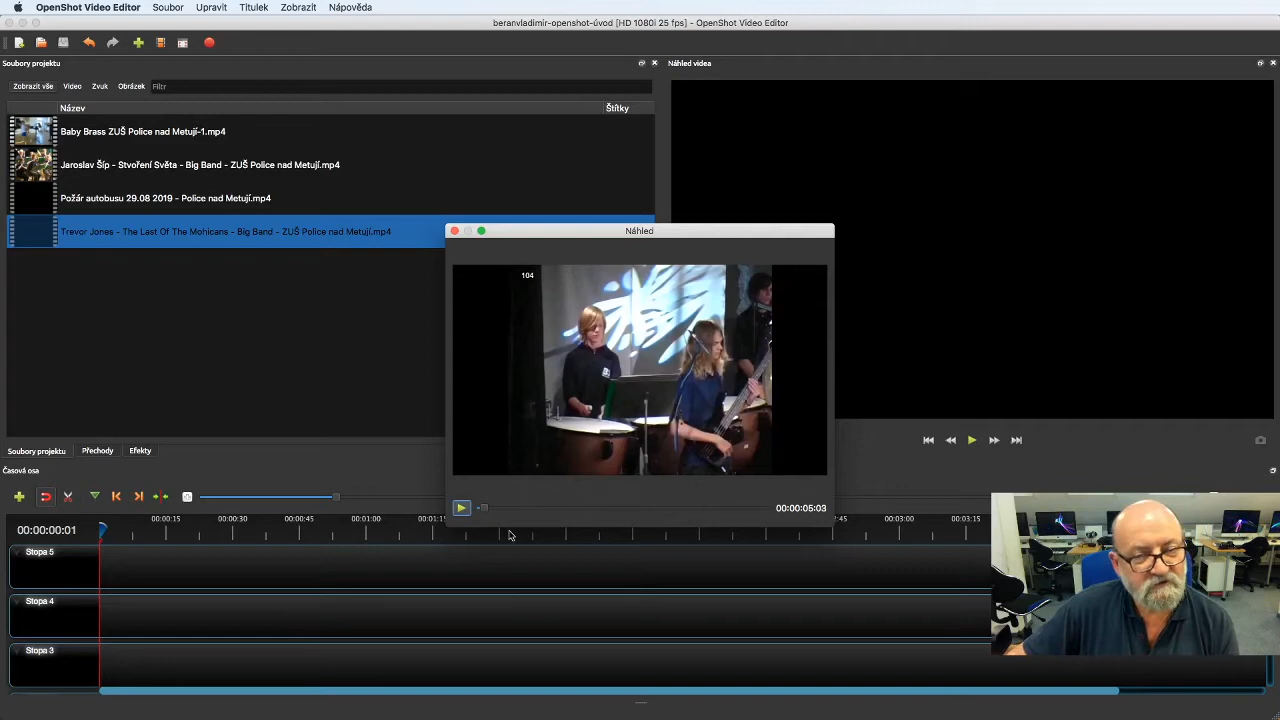 OpenShot Video Editor Soubor Upravit Titulek Zobrazit Nápověda
beranvladimir-openshot-úvod [HD 1080i 25 fps] - OpenShot Video Editor
Soubory projektu
Náhled videa
Zobrazit vše Video Zvuk Obrázek Filtr
Název Štítky
Baby Brass ZUŠ Police nad Metují-1.mp4
Jaroslav Šíp - Stvoření Světa - Big Band - ZUŠ Police nad Metují.mp4
Požár autobusu 29.08 2019 - Police nad Metují.mp4
Trevor Jones - The Last Of The Mohicans - Big Band - ZUŠ Police nad Metují.mp4
Náhled
104
00:00:05:03
Soubory projektu Přechody Efekty
Časová osa
00:00:00:01
00:00:15 00:00:30 00:00:45 00:01:00 00:01:15 :45 00:03:00 00:03:15
Stopa 5
Stopa 4
Stopa 3